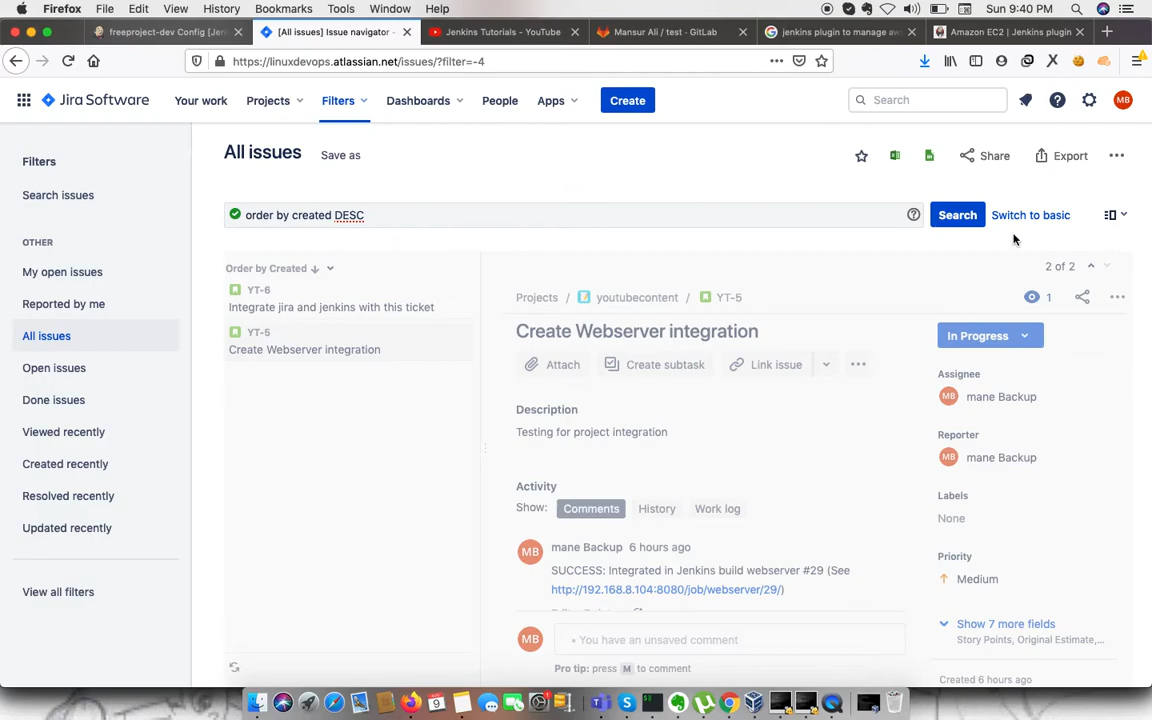 Firefox File Edit View History Bookmarks Tools Window Help Sun 9:40 PM
freeproject-dev Config [Jen
[All issues] Issue navigator -
Jenkins Tutorials - YouTube
Mansur Ali / test · GitLab
jenkins plugin to manage aw
Amazon EC2 | Jenkins plugin
https://linuxdevops.atlassian.net/issues/?filter=-4
Jira Software Your work Projects Filters Dashboards People Apps Create Search MB
Filters
Search issues
OTHER
My open issues
Reported by me
All issues
Open issues
Done issues
Viewed recently
Created recently
Resolved recently
Updated recently
View all filters
All issues Save as
Share Export
order by created DESC
Search Switch to basic
Order by Created
YT-6
Integrate jira and jenkins with this ticket
YT-5
Create Webserver integration
2 of 2
Projects / youtubecontent / YT-5
1
Create Webserver integration
Attach Create subtask Link issue
Description
Testing for project integration
Activity
Show: Comments History Work log
MB mane Backup 6 hours ago
SUCCESS: Integrated in Jenkins build webserver #29 (See
http://192.168.8.104:8080/job/webserver/29/)
MB • You have an unsaved comment
Pro tip: press M to comment
In Progress
Assignee
MB mane Backup
Reporter
MB mane Backup
Labels
None
Priority
Medium
Show 7 more fields
Story Points, Original Estimate,...
Created 6 hours ago